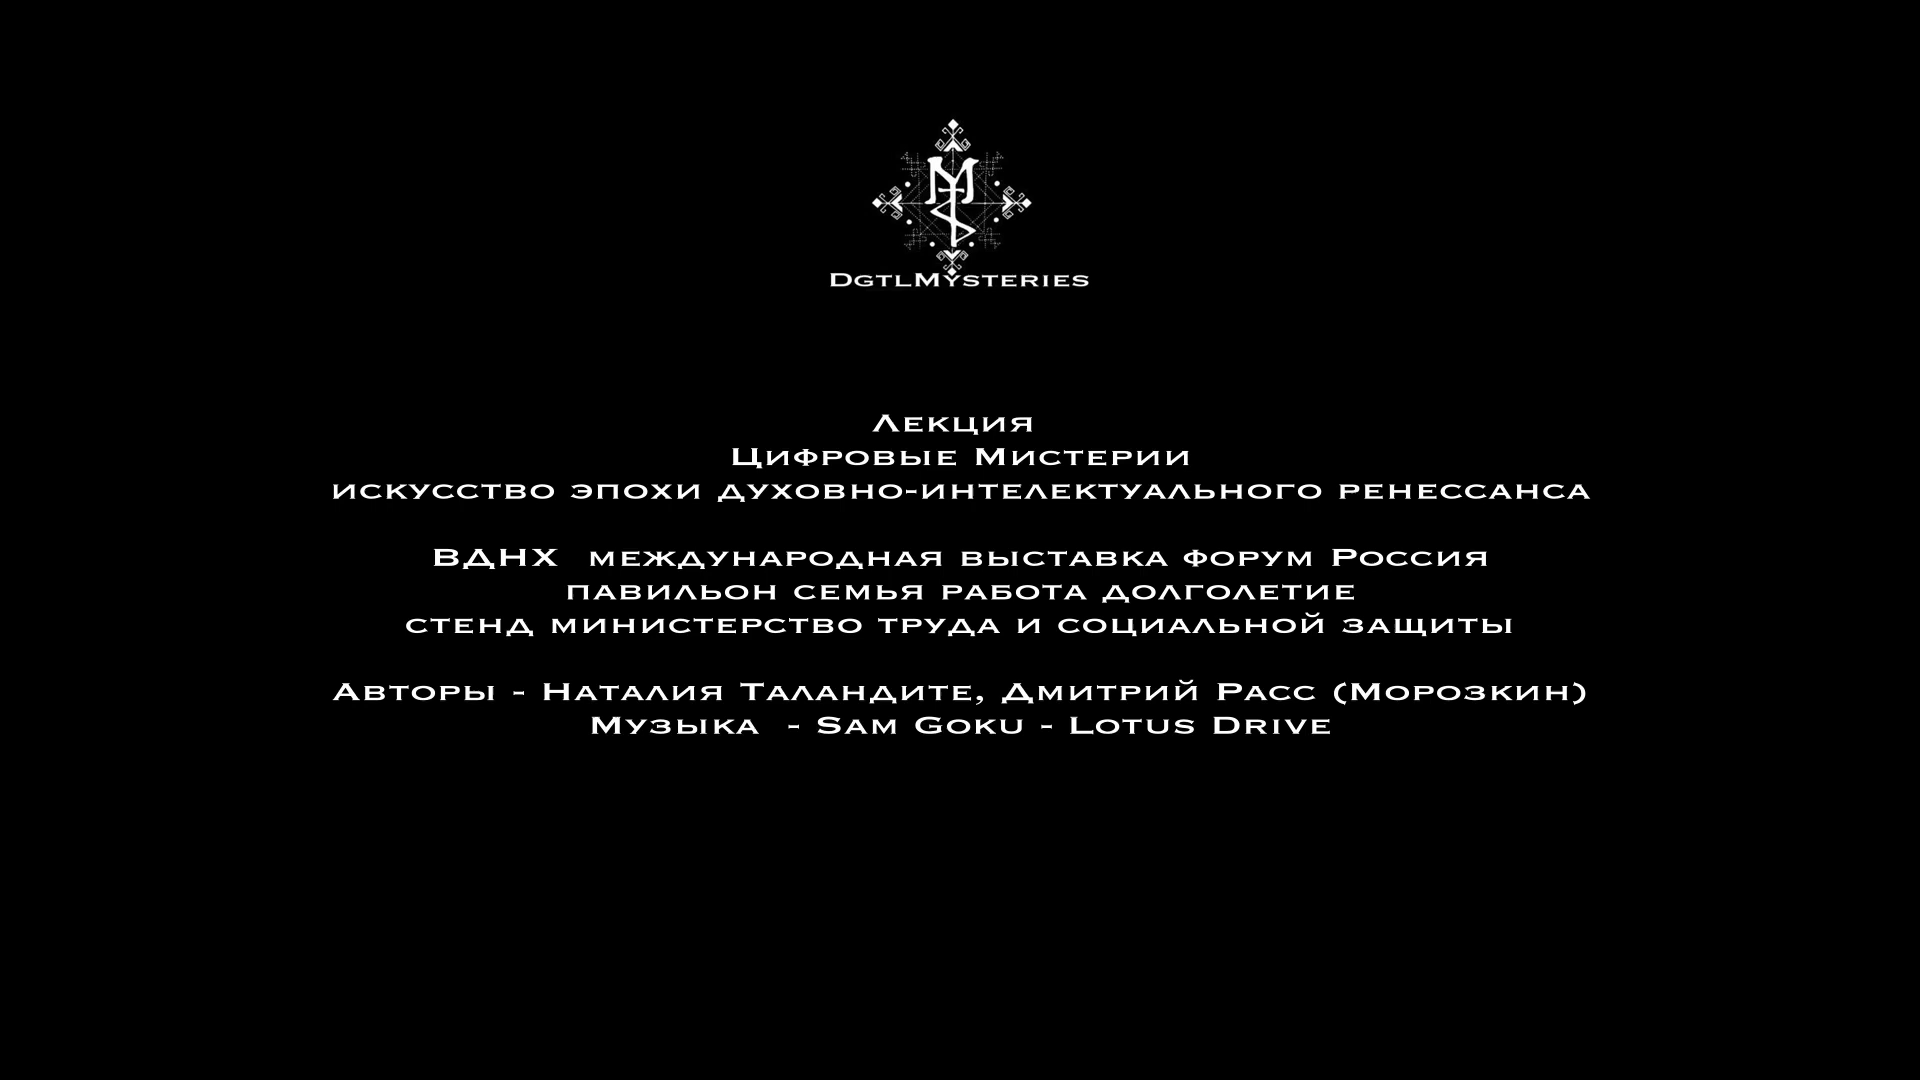 DgtlMysteries
Лекция
Цифровые Мистерии
искусство эпохи духовно-интелектуального ренессанса
ВДНХ международная выставка форум Россия
павильон семья работа долголетие
стенд министерство труда и социальной защиты
Авторы - Наталия Таландите, Дмитрий Расс (Морозкин)
Музыка - Sam Goku - Lotus Drive